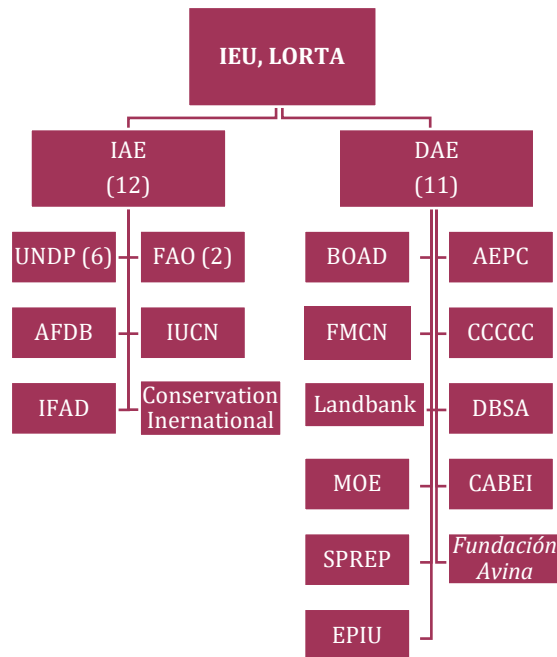 IEU, LORTA
IAE
(12)
DAE
(11)
UNDP (6)
FAO (2)
AFDB
IUCN
IFAD
Conservation
Inernational
BOAD
AEPC
FMCN
CCCCC
Landbank
DBSA
MOE
CABEI
SPREP
Fundación
Avina
EPIU